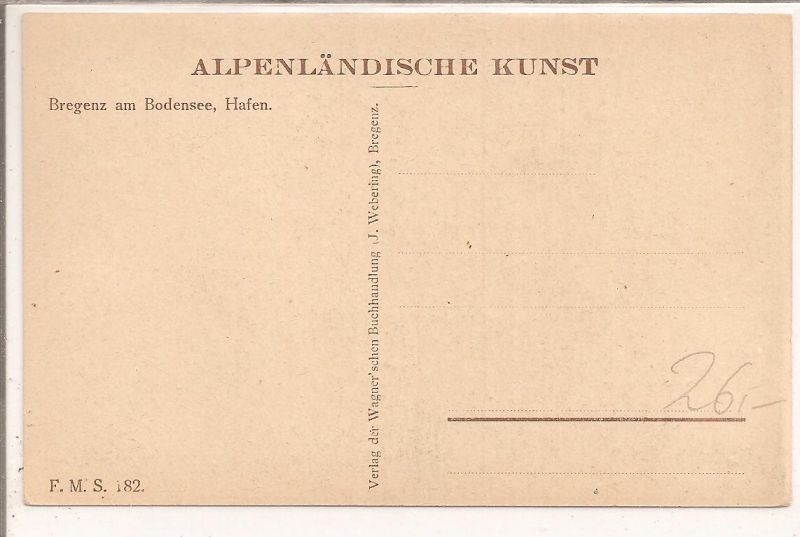 ALPENLÄNDISCHE KUNST
Bregenz am Bodensee, Hafen.
Verlag der Wagner'schen Buchhandlung (J. Webering), Bregenz.
26,—
F. M. S. 182.